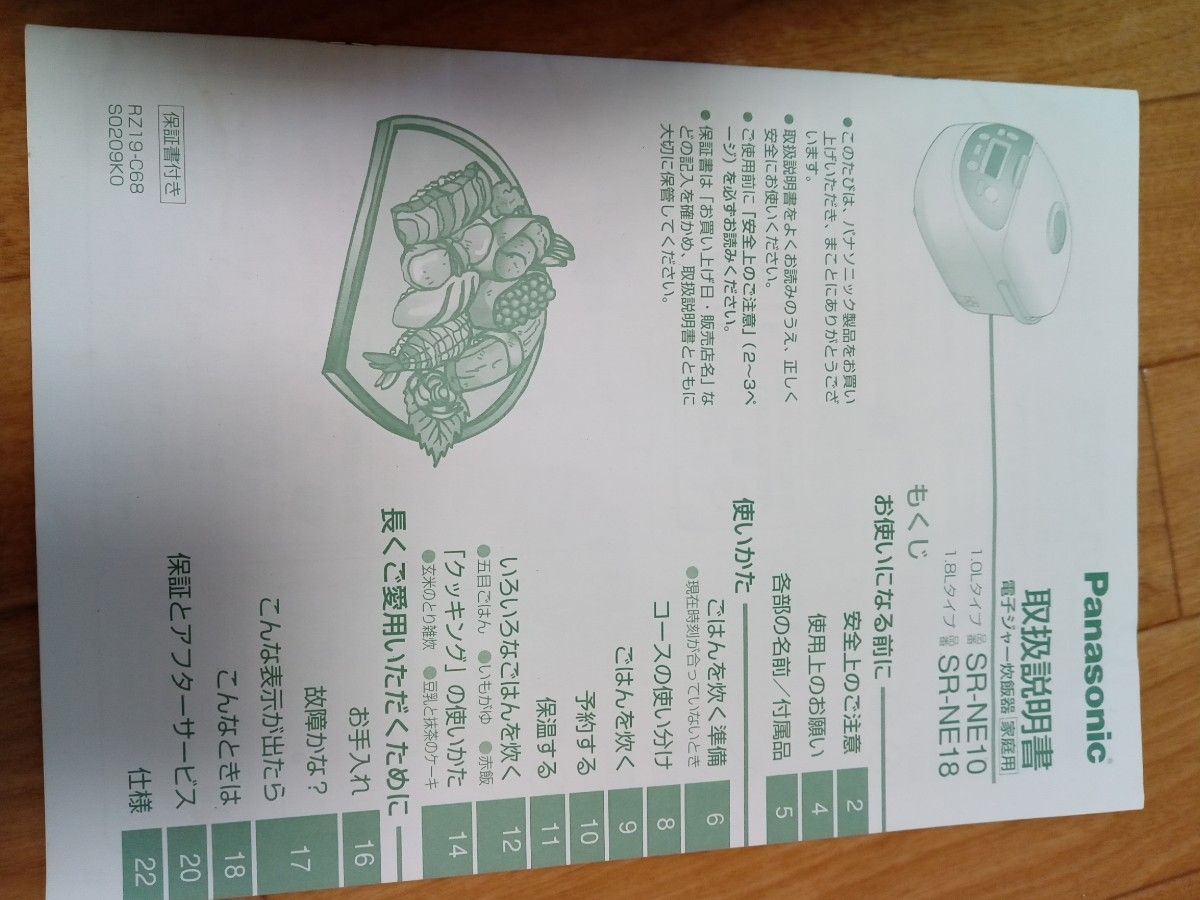 Panasonic®
取扱説明書
電子ジャー炊飯器 家庭用
1.0Lタイプ 品番 SR-NE10
1.8Lタイプ 品番 SR-NE18
●このたびは、パナソニック製品をお買い
上げいただき、まことにありがとうござ
います。
●取扱説明書をよくお読みのうえ、正しく
安全にお使いください。
●ご使用前に「安全上のご注意」(2〜3ペ
ージ)を必ずお読みください。
●保証書は「お買い上げ日・販売店名」な
どの記入を確かめ、取扱説明書とともに
大切に保管してください。
もくじ
お使いになる前に
安全上のご注意 2
使用上のお願い 4
各部の名前/付属品 5
使いかた
ごはんを炊く準備 6
●現在時刻が合っていないとき
コースの使い分け 8
ごはんを炊く 9
予約する 10
保温する 11
いろいろなごはんを炊く 12
●五目ごはん ●いもがゆ ●赤飯
「クッキング」の使いかた 14
●玄米のとり雑炊 ●豆乳と抹茶のケーキ
長くご愛用いただくために
お手入れ 16
故障かな? 17
こんな表示が出たら
こんなときは 18
保証とアフターサービス 20
仕様 22
保証書付き
RZ19-C68
S0209K0